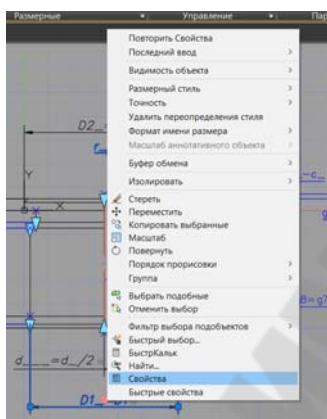 Размерные
Управление
Пар
Повторить Свойства
Последний ввод
Видимость объекта
Размерный стиль
Точность
Удалить переопределения стиля
Формат имени размера
Масштаб аннотативного объекта
Буфер обмена
Изолировать
Стереть
Переместить
Копировать выбранные
Масштаб
Повернуть
Порядок прорисовки
Группа
Выбрать подобные
Отменить выбор
Фильтр выбора подобъектов
Быстрый выбор...
БыстрКальк
Найти...
Свойства
Быстрые свойства
D2
Y
X